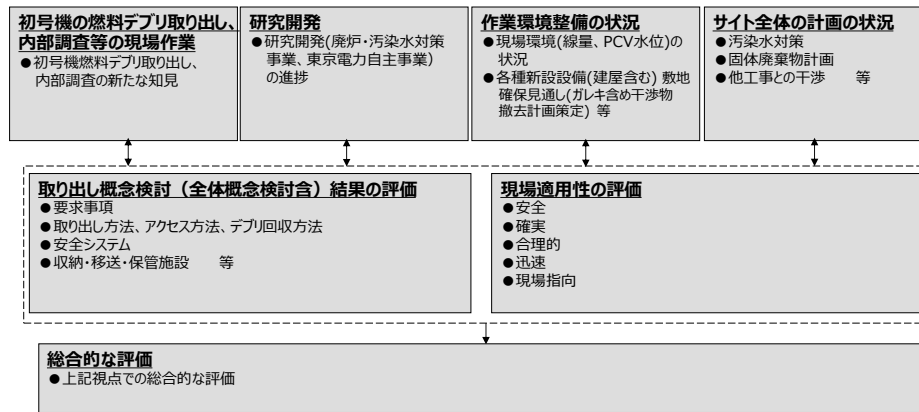 初号機の燃料デブリ取り出し、
内部調査等の現場作業
●初号機燃料デブリ取り出し、
内部調査の新たな知見
研究開発
●研究開発(廃炉・汚染水対策
事業、東京電力自主事業)
の進捗
作業環境整備の状況
●現場環境(線量、PCV水位)の
状況
●各種新設設備(建屋含む) 敷地
確保見通し(ガレキ含め干渉物
撤去計画策定) 等
サイト全体の計画の状況
●汚染水対策
●固体廃棄物計画
●他工事との干渉 等
取り出し概念検討（全体概念検討含）結果の評価
●要求事項
●取り出し方法、アクセス方法、デブリ回収方法
●安全システム
●収納・移送・保管施設 等
現場適用性の評価
●安全
●確実
●合理的
●迅速
●現場指向
総合的な評価
●上記視点での総合的な評価